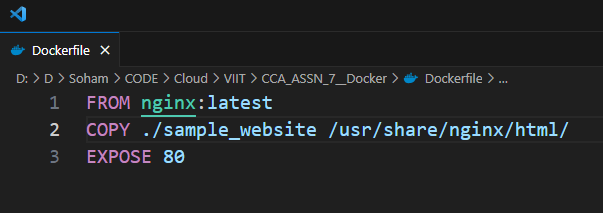 Dockerfile
D: > D > Soham > CODE > Cloud > VIIT > CCA_ASSN_7__Docker > Dockerfile > ...
1 FROM nginx:latest
2 COPY ./sample_website /usr/share/nginx/html/
3 EXPOSE 80